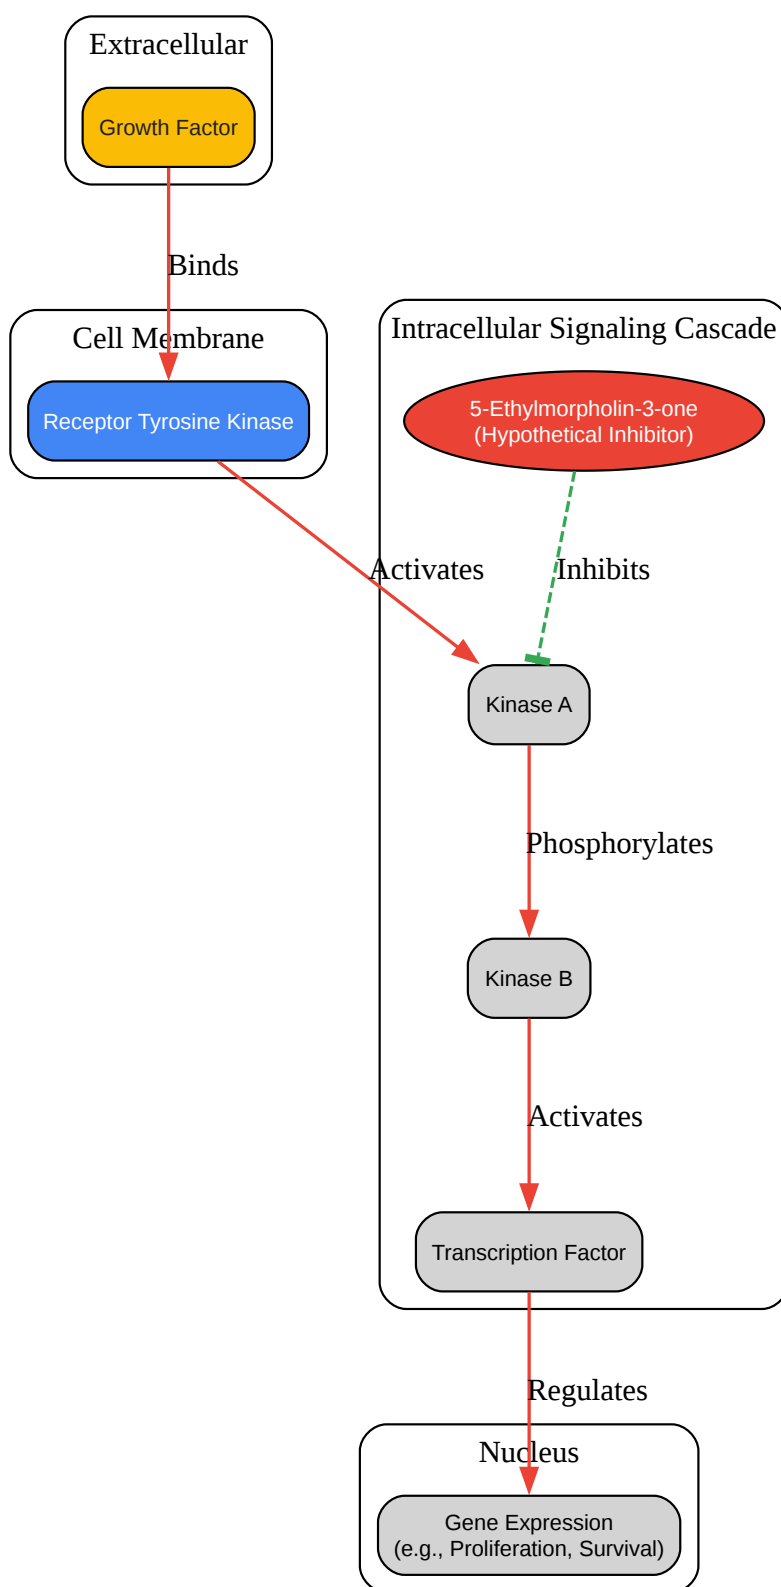 Extracellular
Growth Factor
Binds
Cell Membrane
Receptor Tyrosine Kinase
Intracellular Signaling Cascade
5-Ethylmorpholin-3-one
(Hypothetical Inhibitor)
Activates
Inhibits
Kinase A
Phosphorylates
Kinase B
Activates
Transcription Factor
Regulates
Nucleus
Gene Expression
(e.g., Proliferation, Survival)